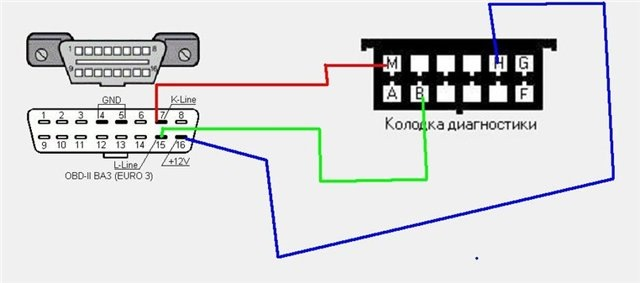 1 8
9 16
GND K-Line
1 2 3 4 5 6 7 8
9 10 11 12 13 14 15 16
L-Line +12V
OBD-II ВАЗ (EURO 3)
M H G
A B F
Колодка диагностики